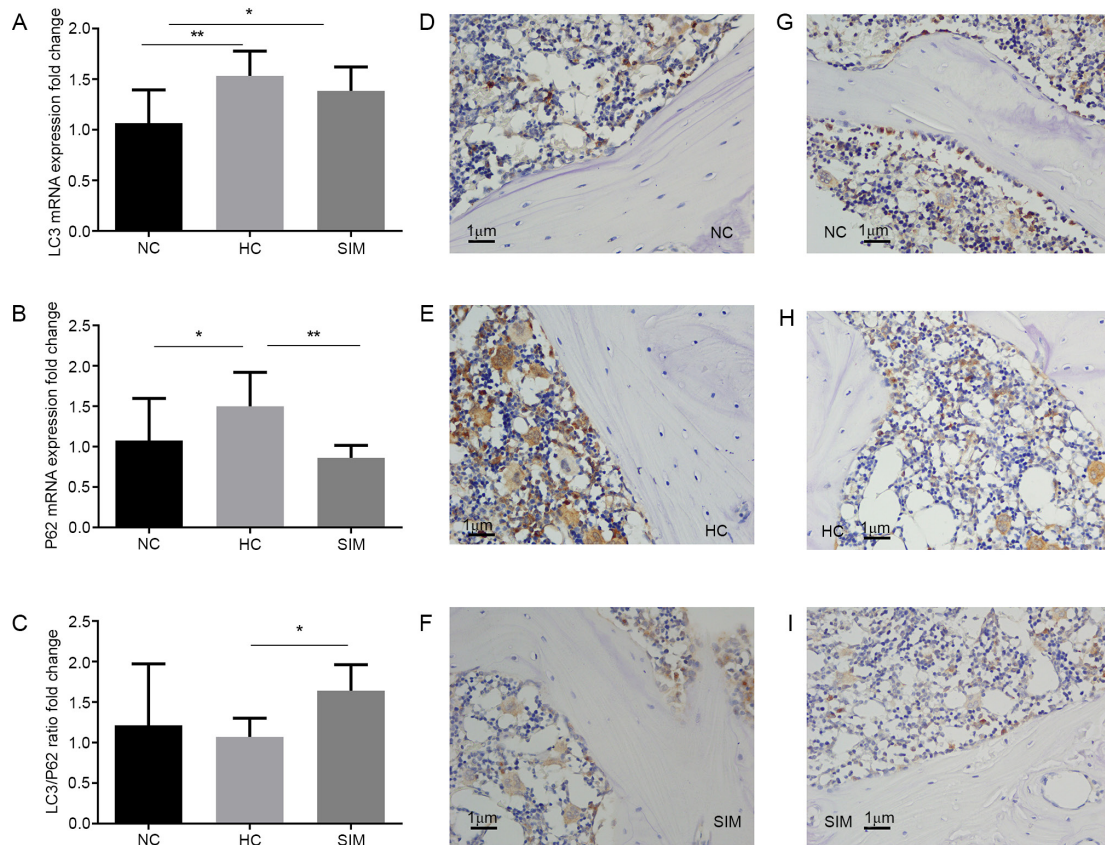 A
LC3 mRNA expression fold change
2.0
1.5
1.0
0.5
0.0
*
**
NC HC SIM
D
1μm
NC
G
NC
1μm
B
P62 mRNA expression fold change
2.5
2.0
1.5
1.0
0.5
0.0
* **
NC HC SIM
E
1μm
HC
H
HC
1μm
C
LC3/P62 ratio fold change
2.5
2.0
1.5
1.0
0.5
0.0
*
NC HC SIM
F
1μm
SIM
I
SIM
1μm